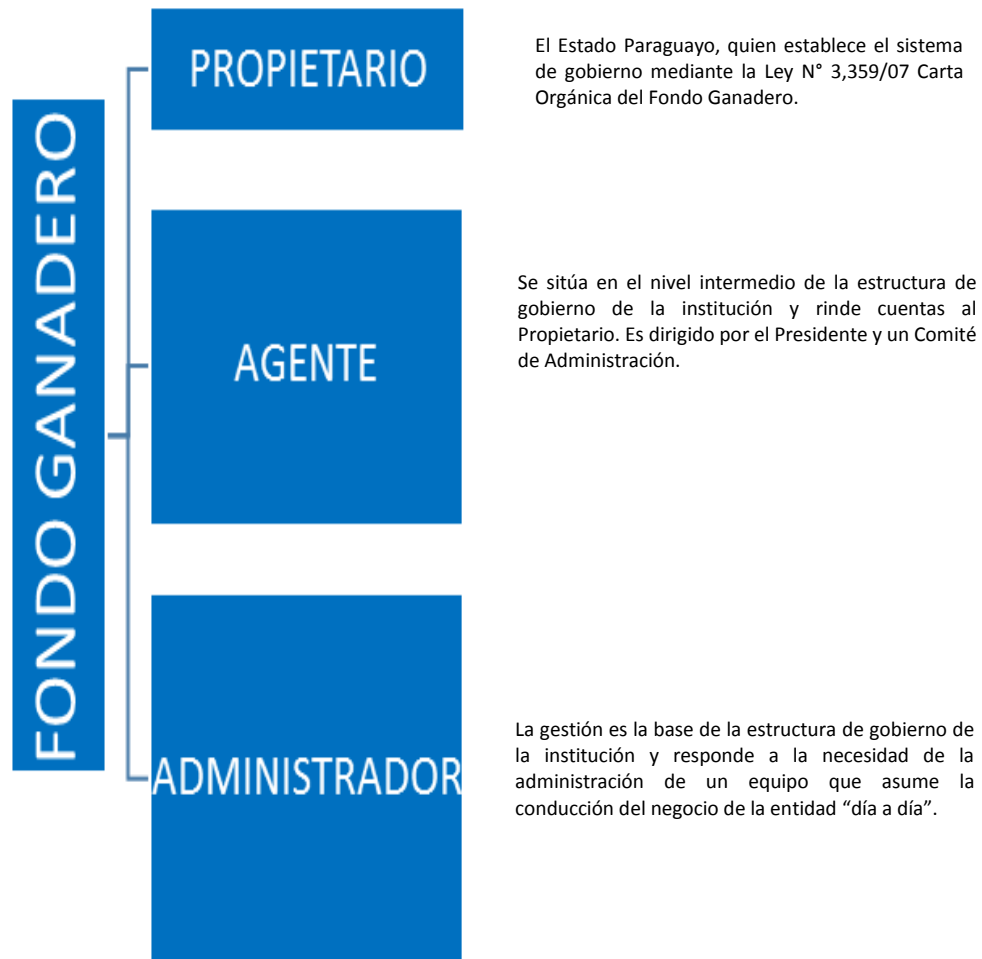 FONDO GANADERO
PROPIETARIO
El Estado Paraguayo, quien establece el sistema
de gobierno mediante la Ley N° 3,359/07 Carta
Orgánica del Fondo Ganadero.
AGENTE
Se sitúa en el nivel intermedio de la estructura de
gobierno de la institución y rinde cuentas al
Propietario. Es dirigido por el Presidente y un Comité
de Administración.
ADMINISTRADOR
La gestión es la base de la estructura de gobierno de
la institución y responde a la necesidad de la
administración de un equipo que asume la
conducción del negocio de la entidad “día a día”.